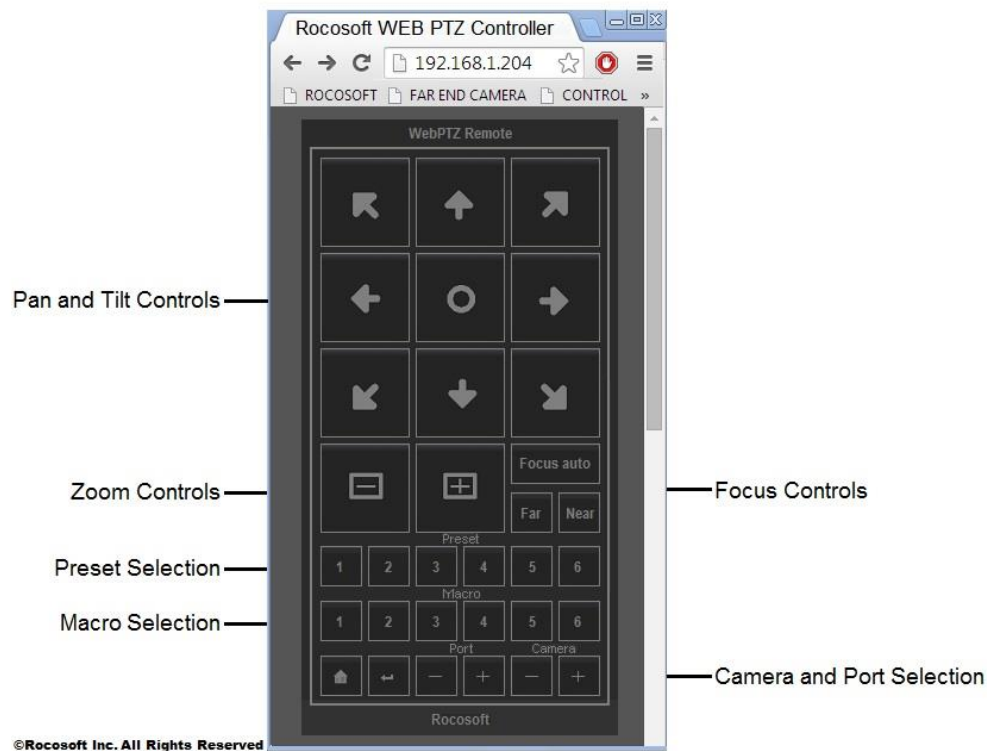 Rocosoft WEB PTZ Controller
192.168.1.204
ROCOSOFT FAR END CAMERA CONTROL »
WebPTZ Remote
Pan and Tilt Controls
Zoom Controls
Focus auto
Far Near
Focus Controls
Preset
Preset Selection
1 2 3 4 5 6
Macro
Macro Selection
1 2 3 4 5 6
Port Camera
− + − +
Camera and Port Selection
Rocosoft
©Rocosoft Inc. All Rights Reserved